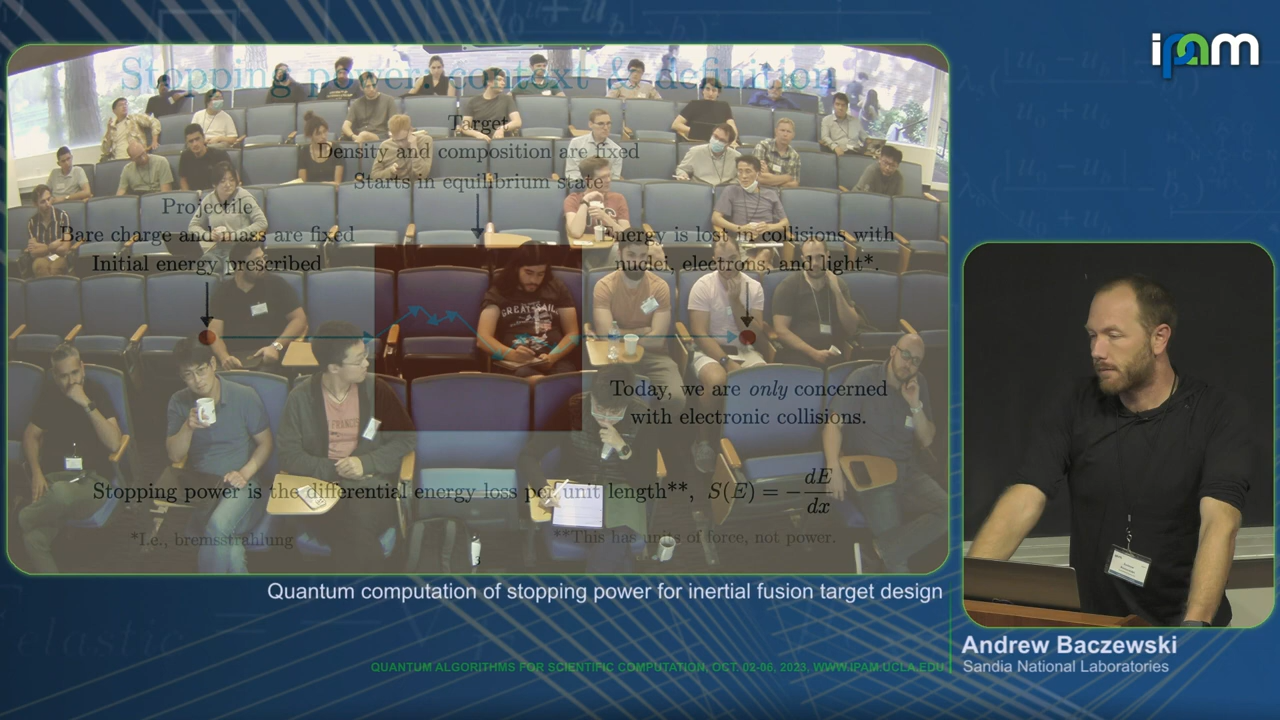 ipam
Stopping power: context & definition
Target
Density and composition are fixed
Starts in equilibrium state
Projectile
Bare charge and mass are fixed
Initial energy prescribed
Energy is lost in collisions with
nuclei, electrons, and light*.
GREAT
Today, we are only concerned
with electronic collisions.
Stopping power is the differential energy loss per unit length**, S(E) = −dE/dx
*I.e., bremsstrahlung
**This has units of force, not power.
Quantum computation of stopping power for inertial fusion target design
Andrew Baczewski
Sandia National Laboratories
QUANTUM ALGORITHMS FOR SCIENTIFIC COMPUTATION, OCT. 02-06, 2023, WWW.IPAM.UCLA.EDU
elastic